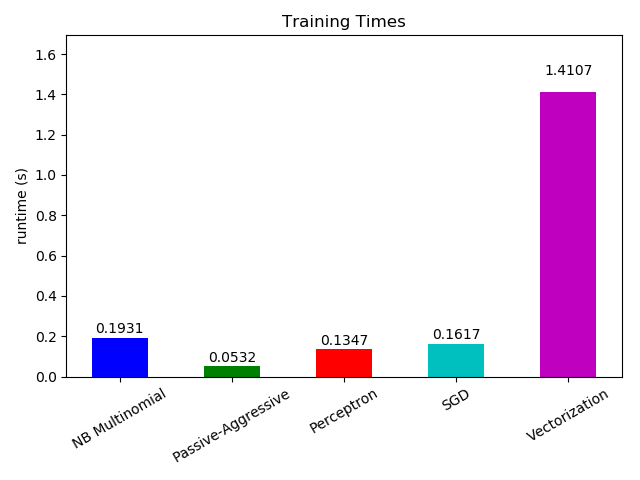 Training Times
runtime (s)
1.6
1.4
1.2
1.0
0.8
0.6
0.4
0.2
0.0
0.1931
0.0532
0.1347
0.1617
1.4107
NB Multinomial
Passive-Aggressive
Perceptron
SGD
Vectorization